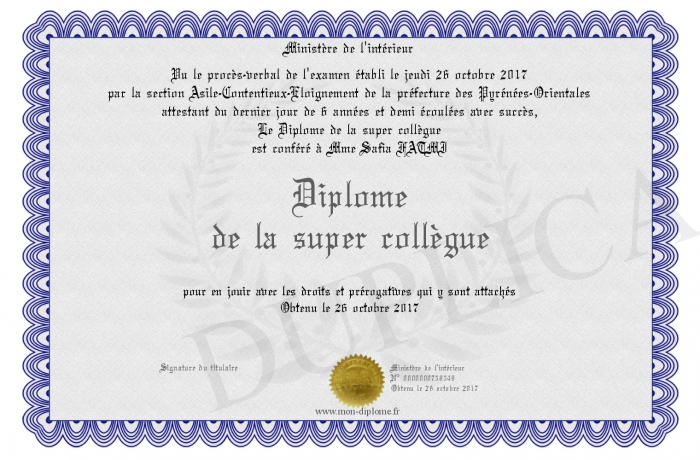 Ministère de l'intérieur
Vu le procès-verbal de l'examen établi le jeudi 26 octobre 2017
par la section Asile-Contentieux-Eloignement de la préfecture des Pyrénées-Orientales
attestant du dernier jour de 6 années et demi écoulées avec succès,
Le Diplome de la super collègue
est conféré à Mme Safia FATMI
Diplome
de la super collègue
DUPLICA
pour en jouir avec les droits et prérogatives qui y sont attachés
Obtenu le 26 octobre 2017
Signature du titulaire
Ministère de l'intérieur
N° 0000000758548
Obtenu le 26 octobre 2017
www.mon-diplome.fr